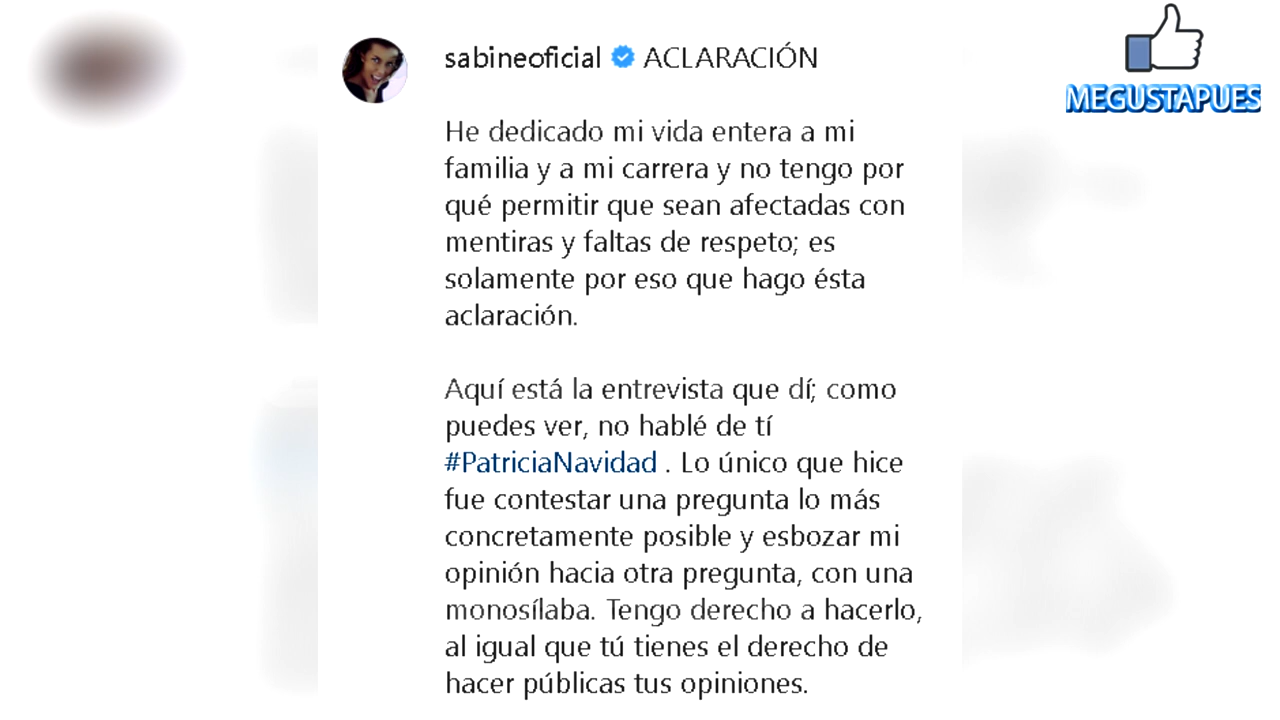 sabineoficial ACLARACIÓN
MEGUSTAPUES
He dedicado mi vida entera a mi
familia y a mi carrera y no tengo por
qué permitir que sean afectadas con
mentiras y faltas de respeto; es
solamente por eso que hago ésta
aclaración.
Aquí está la entrevista que dí; como
puedes ver, no hablé de tí
#PatriciaNavidad . Lo único que hice
fue contestar una pregunta lo más
concretamente posible y esbozar mi
opinión hacia otra pregunta, con una
monosílaba. Tengo derecho a hacerlo,
al igual que tú tienes el derecho de
hacer públicas tus opiniones.